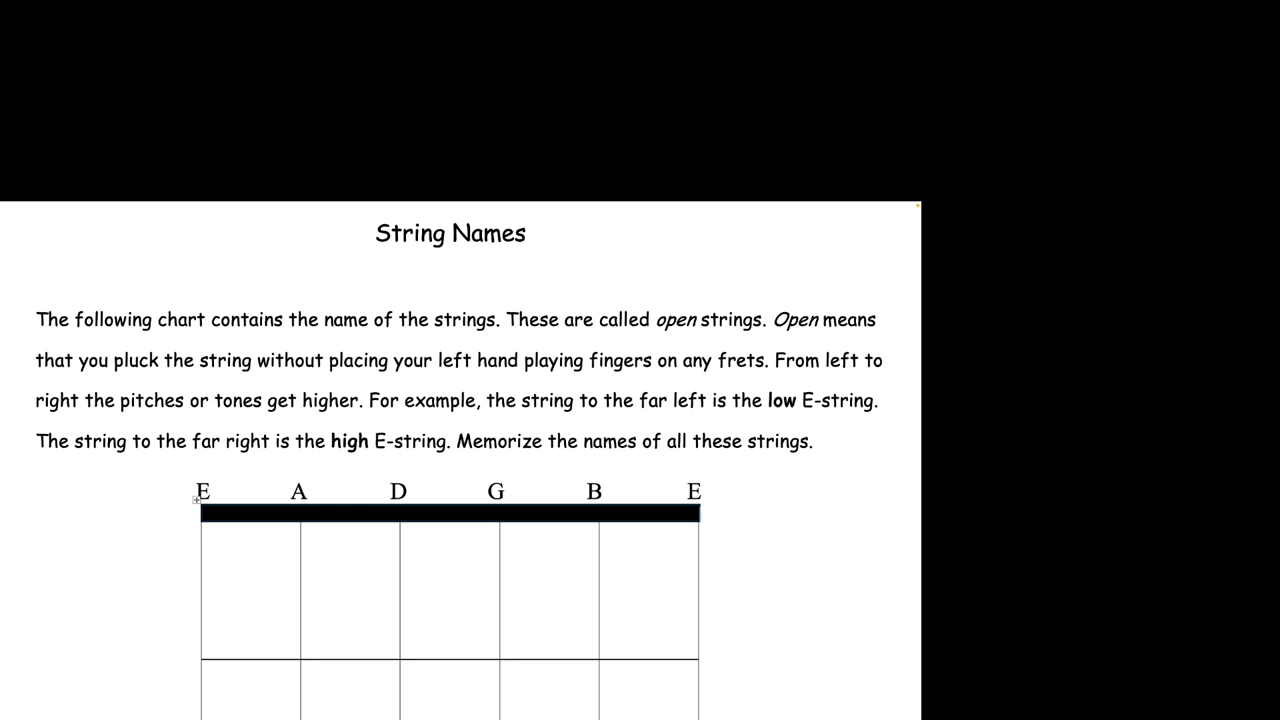 String Names
The following chart contains the name of the strings. These are called open strings. Open means
that you pluck the string without placing your left hand playing fingers on any frets. From left to
right the pitches or tones get higher. For example, the string to the far left is the low E-string.
The string to the far right is the high E-string. Memorize the names of all these strings.
E A D G B E